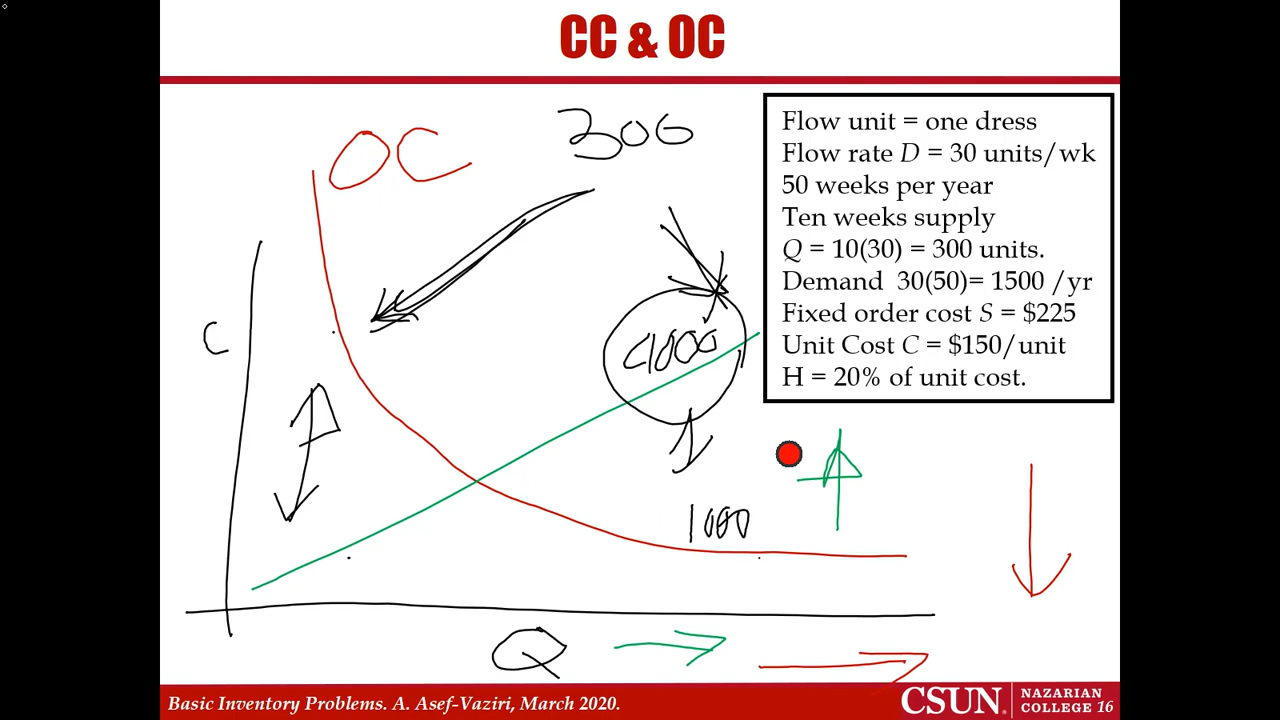 CC & OC
OC
300
Flow unit = one dress
Flow rate D = 30 units/wk
50 weeks per year
Ten weeks supply
Q = 10(30) = 300 units.
Demand 30(50)= 1500 /yr
Fixed order cost S = $225
Unit Cost C = $150/unit
H = 20% of unit cost.
C
1000
Q
Basic Inventory Problems. A. Asef-Vaziri, March 2020.
CSUN
NAZARIAN
COLLEGE 16